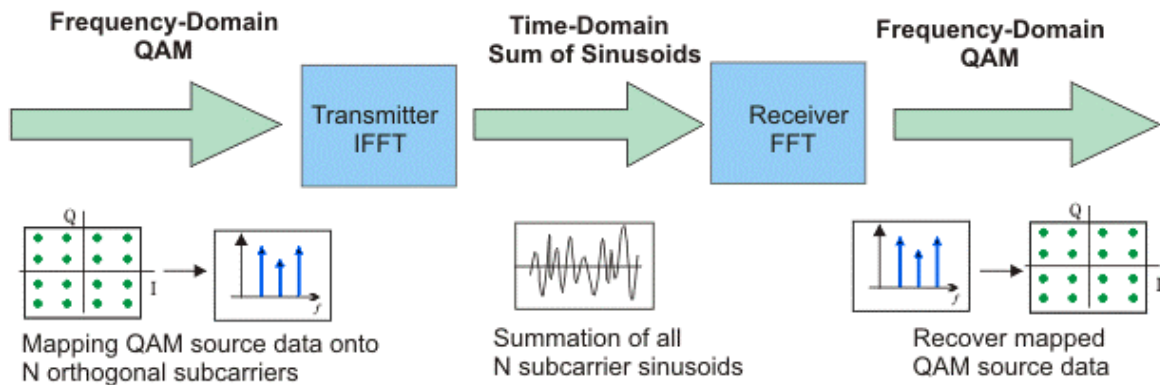 Frequency-Domain
QAM
Time-Domain
Sum of Sinusoids
Frequency-Domain
QAM
Transmitter
IFFT
Receiver
FFT
Q
I
f
Q
I
f
Mapping QAM source data onto
N orthogonal subcarriers
Summation of all
N subcarrier sinusoids
Recover mapped
QAM source data